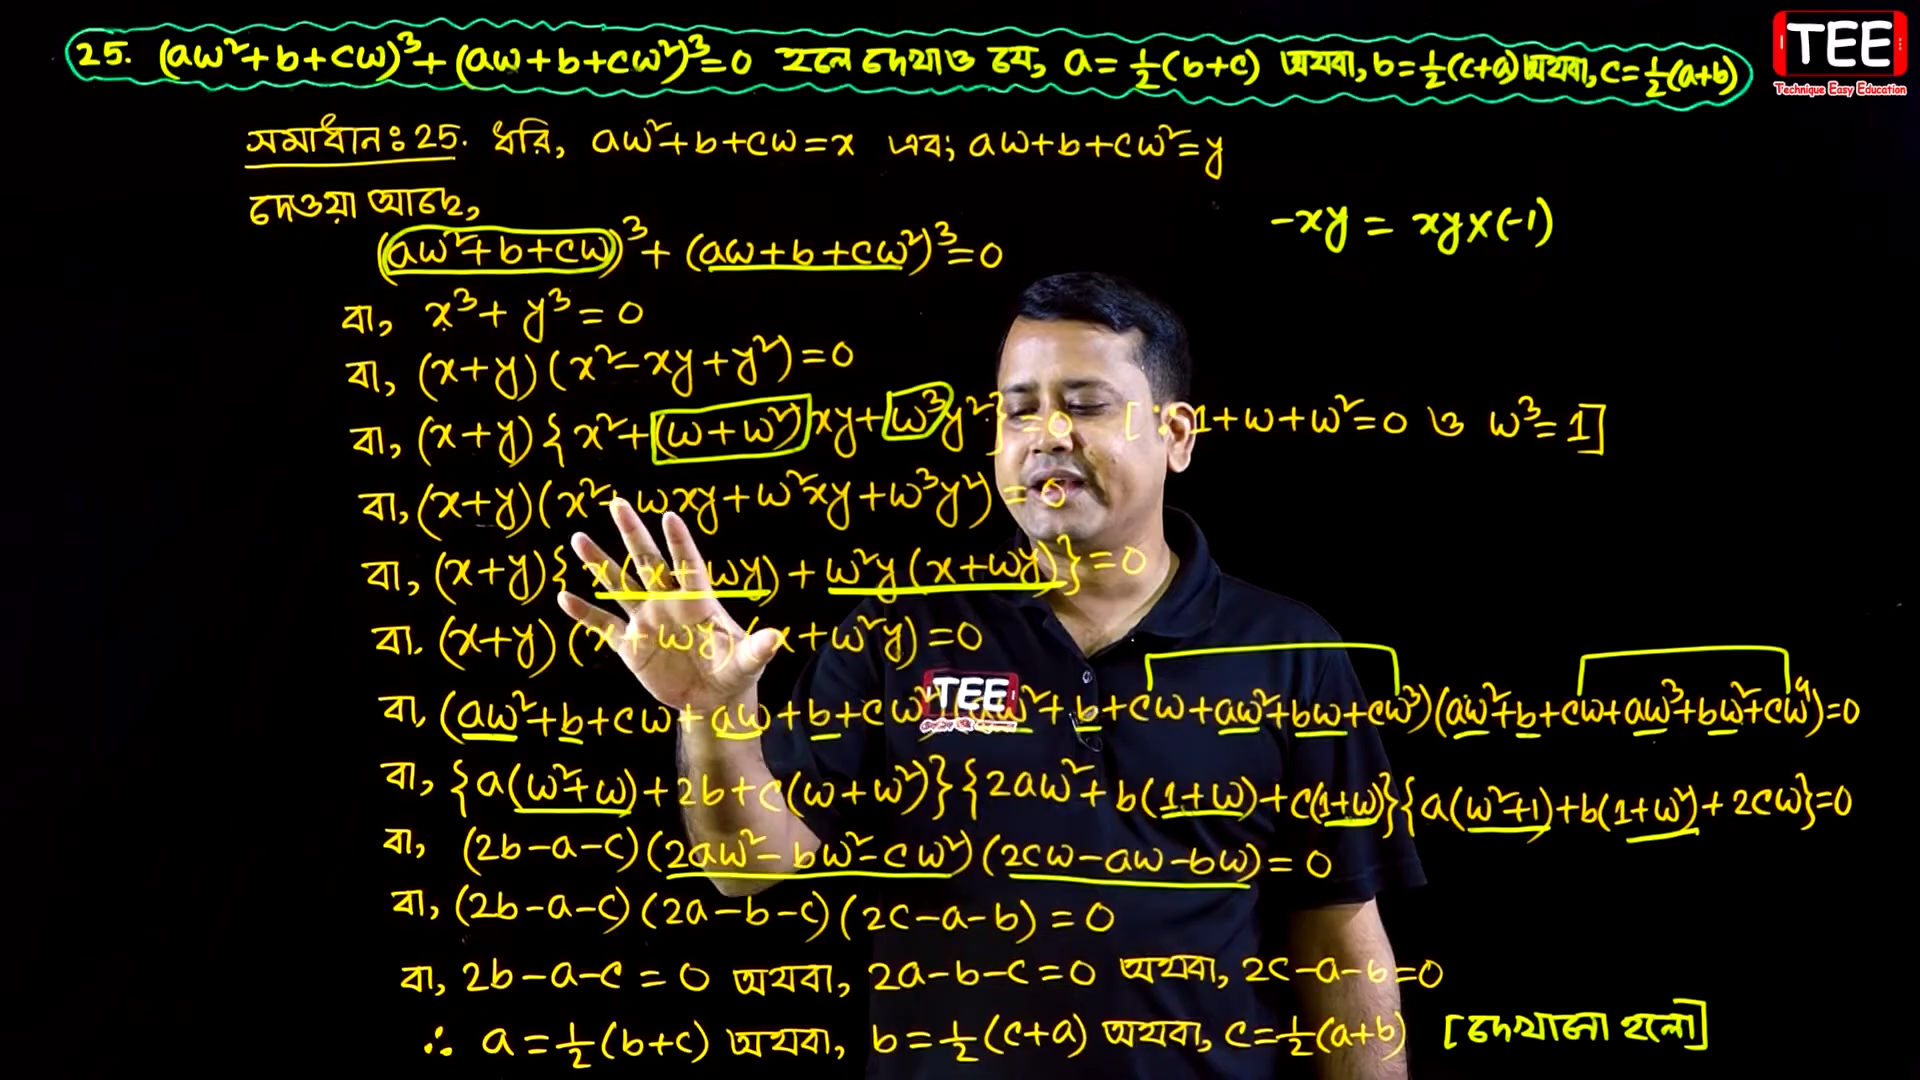 25. (aω²+b+cω)³+(aω+b+cω²)³=0 হলে দেখাও যে, a=½(b+c) অথবা, b=½(c+a) অথবা, c=½(a+b)
TEE
Technique Easy Education
সমাধানঃ 25. ধরি, aω²+b+cω=x এবং aω+b+cω²=y
দেওয়া আছে,
-xy = xy×(-1)
(aω²+b+cω)³+(aω+b+cω²)³=0
বা, x³+y³=0
বা, (x+y)(x²-xy+y²)=0
বা, (x+y){x²+(ω+ω²)xy+ω³y²}=0 [∵1+ω+ω²=0 ও ω³=1]
বা, (x+y)(x²+ωxy+ω²xy+ω³y²)=0
বা, (x+y){x(x+ωy)+ω²y(x+ωy)}=0
বা. (x+y)(x+ωy)(x+ω²y)=0
বা, (aω²+b+cω+aω+b+cω² ω²+b+cω+aω²+bω+cω³)(aω²+b+cω+aω³+bω²+cω⁴)=0
TEE
বা, {a(ω²+ω)+2b+c(ω+ω²)}{2aω²+b(1+ω)+c(1+ω)}{a(ω²+1)+b(1+ω²)+2cω}=0
বা, (2b-a-c)(2aω²-bω²-cω²)(2cω-aω-bω)=0
বা, (2b-a-c)(2a-b-c)(2c-a-b)=0
বা, 2b-a-c=0 অথবা, 2a-b-c=0 অথবা, 2c-a-b=0
∴ a=½(b+c) অথবা, b=½(c+a) অথবা, c=½(a+b) [দেখানো হলো]